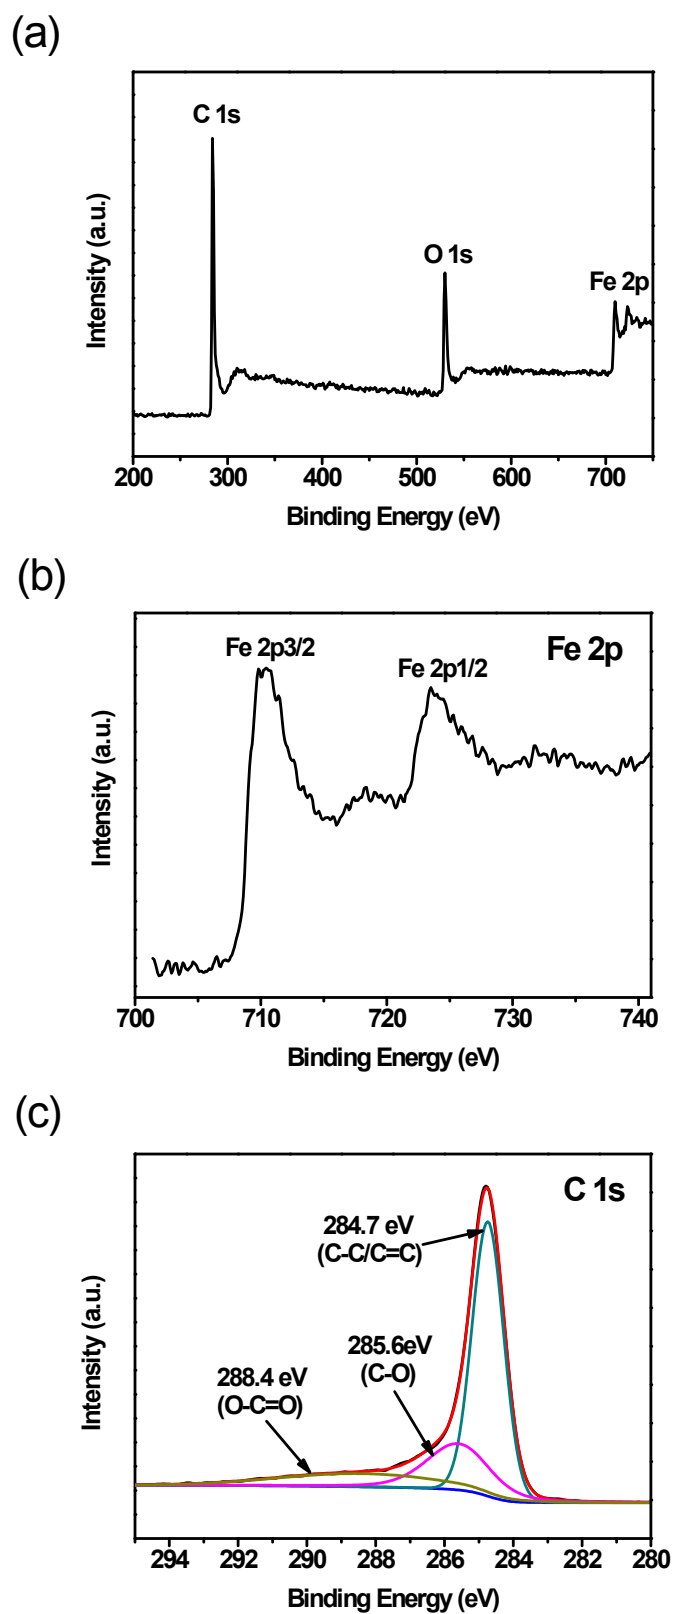 (a)
C 1s
O 1s
Fe 2p
Intensity (a.u.)
200 300 400 500 600 700
Binding Energy (eV)
(b)
Fe 2p3/2
Fe 2p1/2
Fe 2p
Intensity (a.u.)
700 710 720 730 740
Binding Energy (eV)
(c)
C 1s
284.7 eV
(C-C/C=C)
285.6eV
(C-O)
288.4 eV
(O-C=O)
Intensity (a.u.)
294 292 290 288 286 284 282 280
Binding Energy (eV)